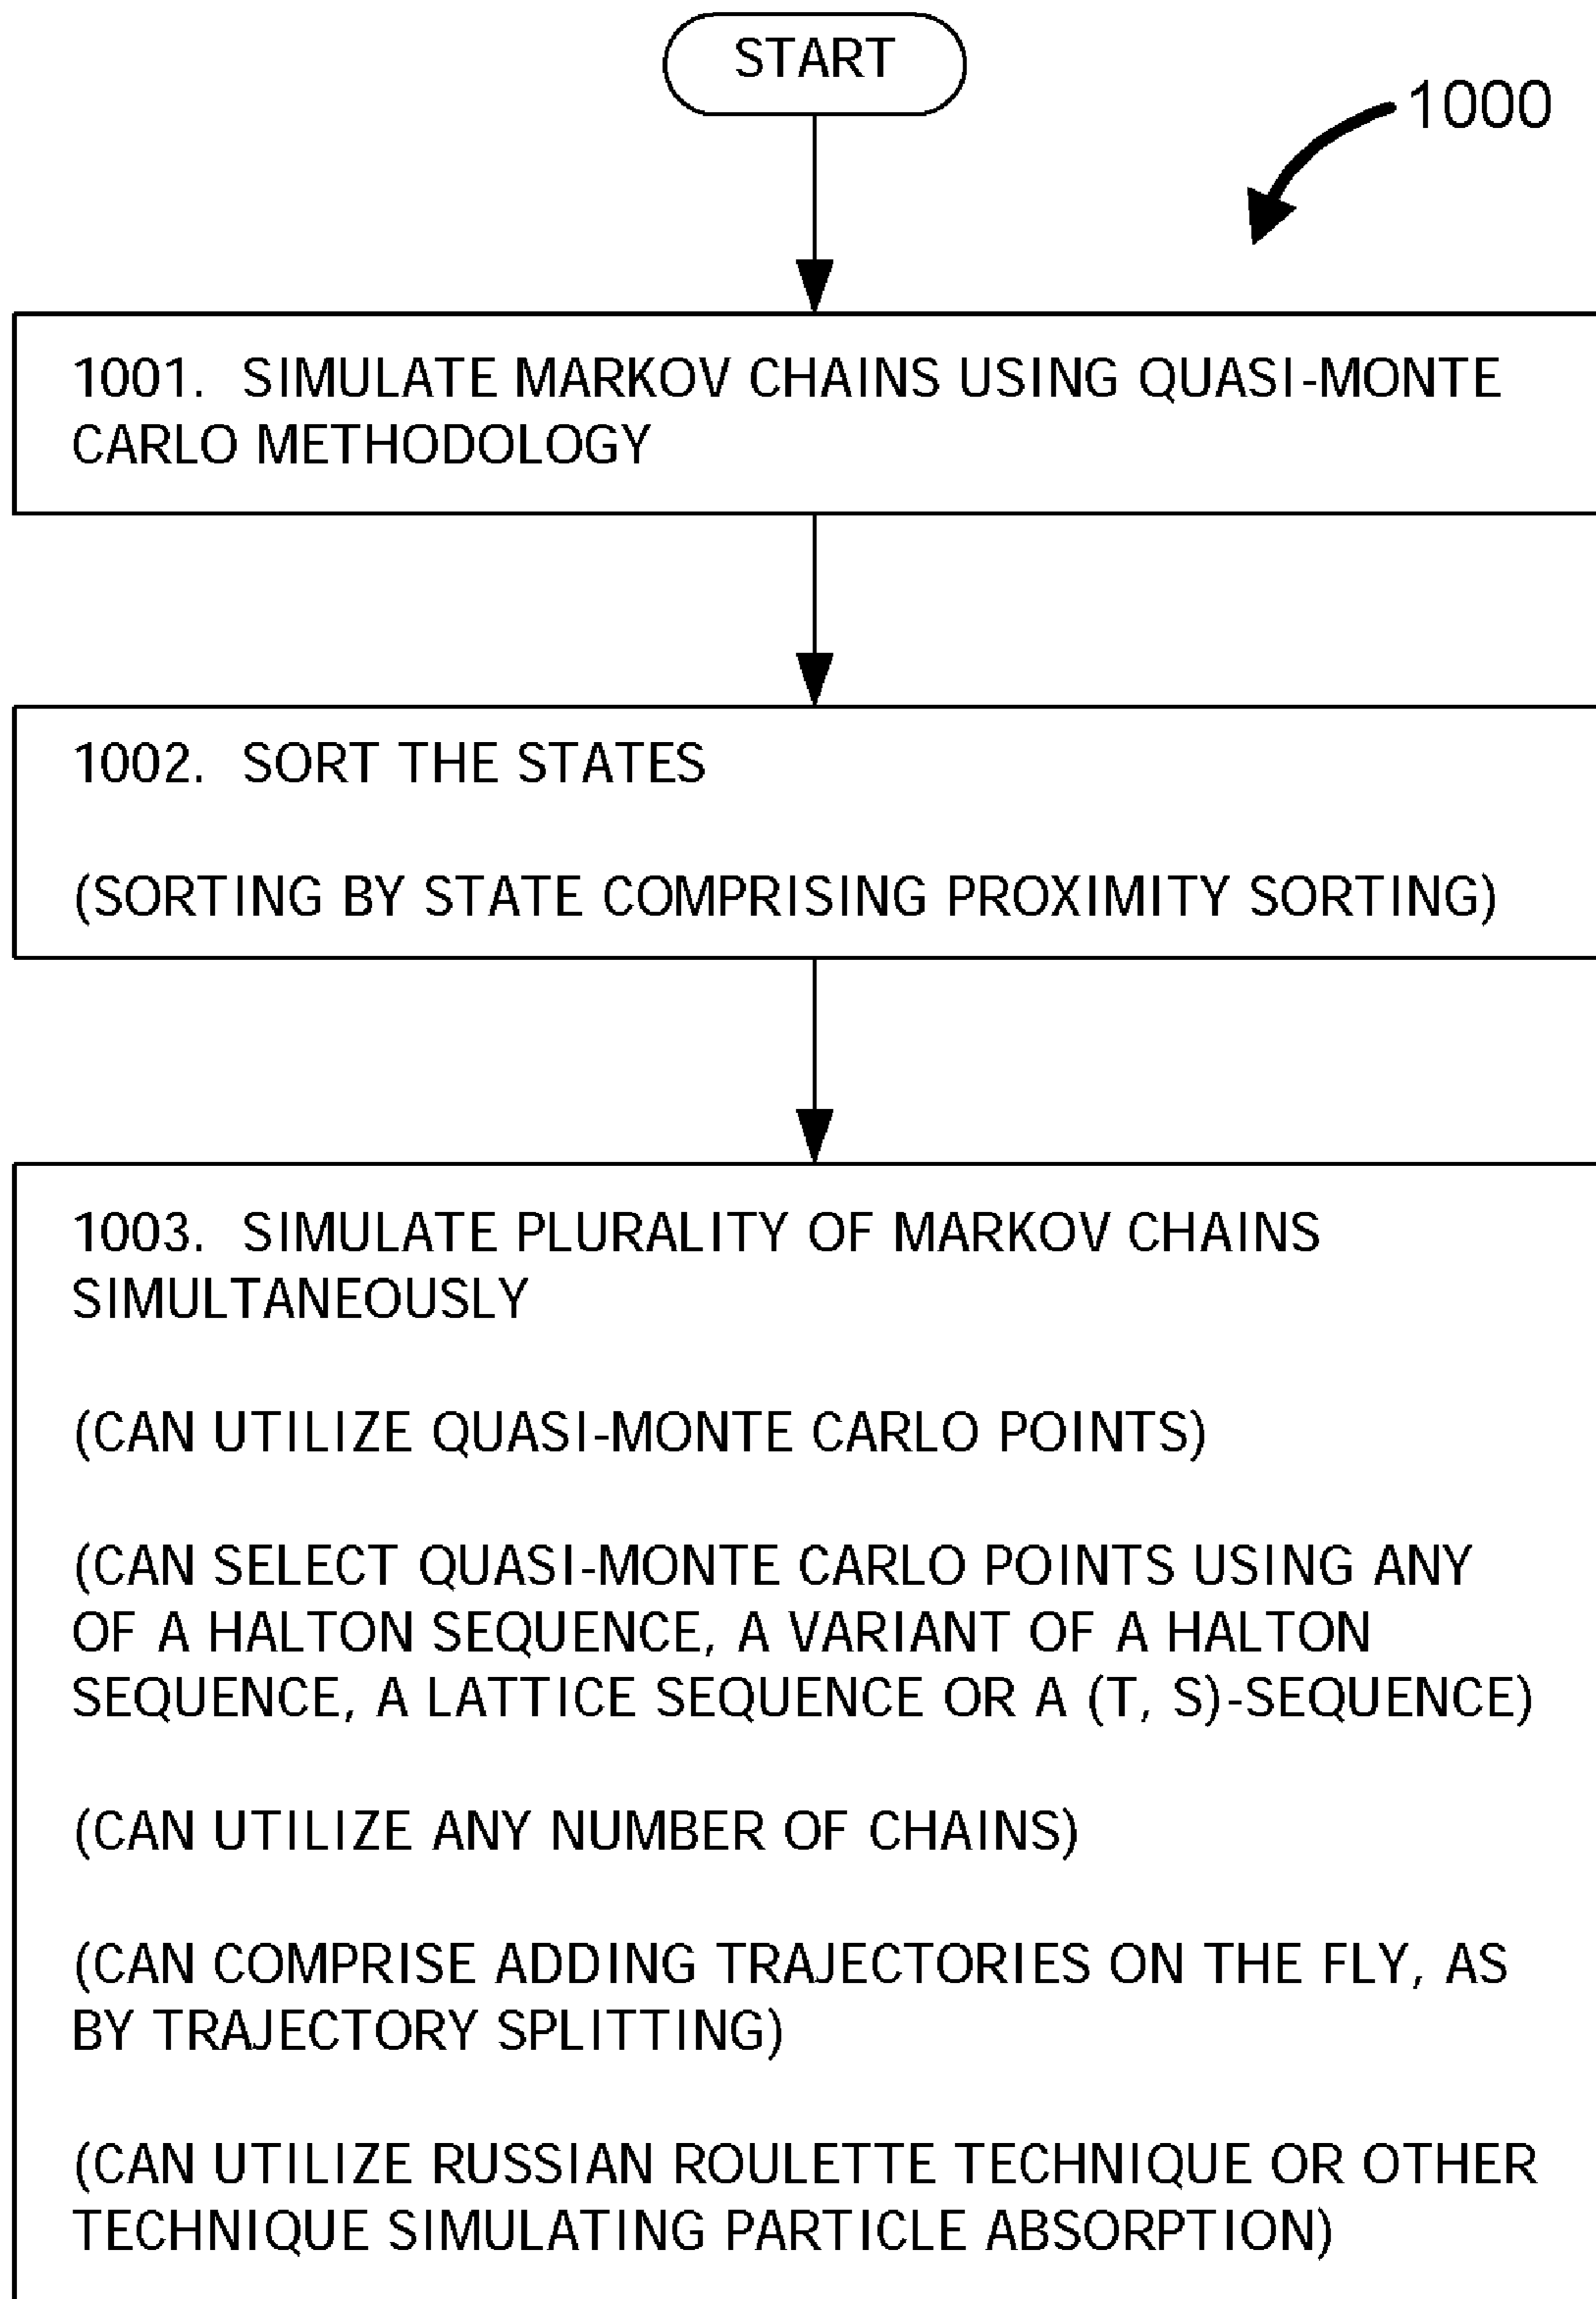 START
1000
1001. SIMULATE MARKOV CHAINS USING QUASI-MONTE
CARLO METHODOLOGY
1002. SORT THE STATES
(SORTING BY STATE COMPRISING PROXIMITY SORTING)
1003. SIMULATE PLURALITY OF MARKOV CHAINS
SIMULTANEOUSLY
(CAN UTILIZE QUASI-MONTE CARLO POINTS)
(CAN SELECT QUASI-MONTE CARLO POINTS USING ANY
OF A HALTON SEQUENCE, A VARIANT OF A HALTON
SEQUENCE, A LATTICE SEQUENCE OR A (T, S)-SEQUENCE)
(CAN UTILIZE ANY NUMBER OF CHAINS)
(CAN COMPRISE ADDING TRAJECTORIES ON THE FLY, AS
BY TRAJECTORY SPLITTING)
(CAN UTILIZE RUSSIAN ROULETTE TECHNIQUE OR OTHER
TECHNIQUE SIMULATING PARTICLE ABSORPTION)